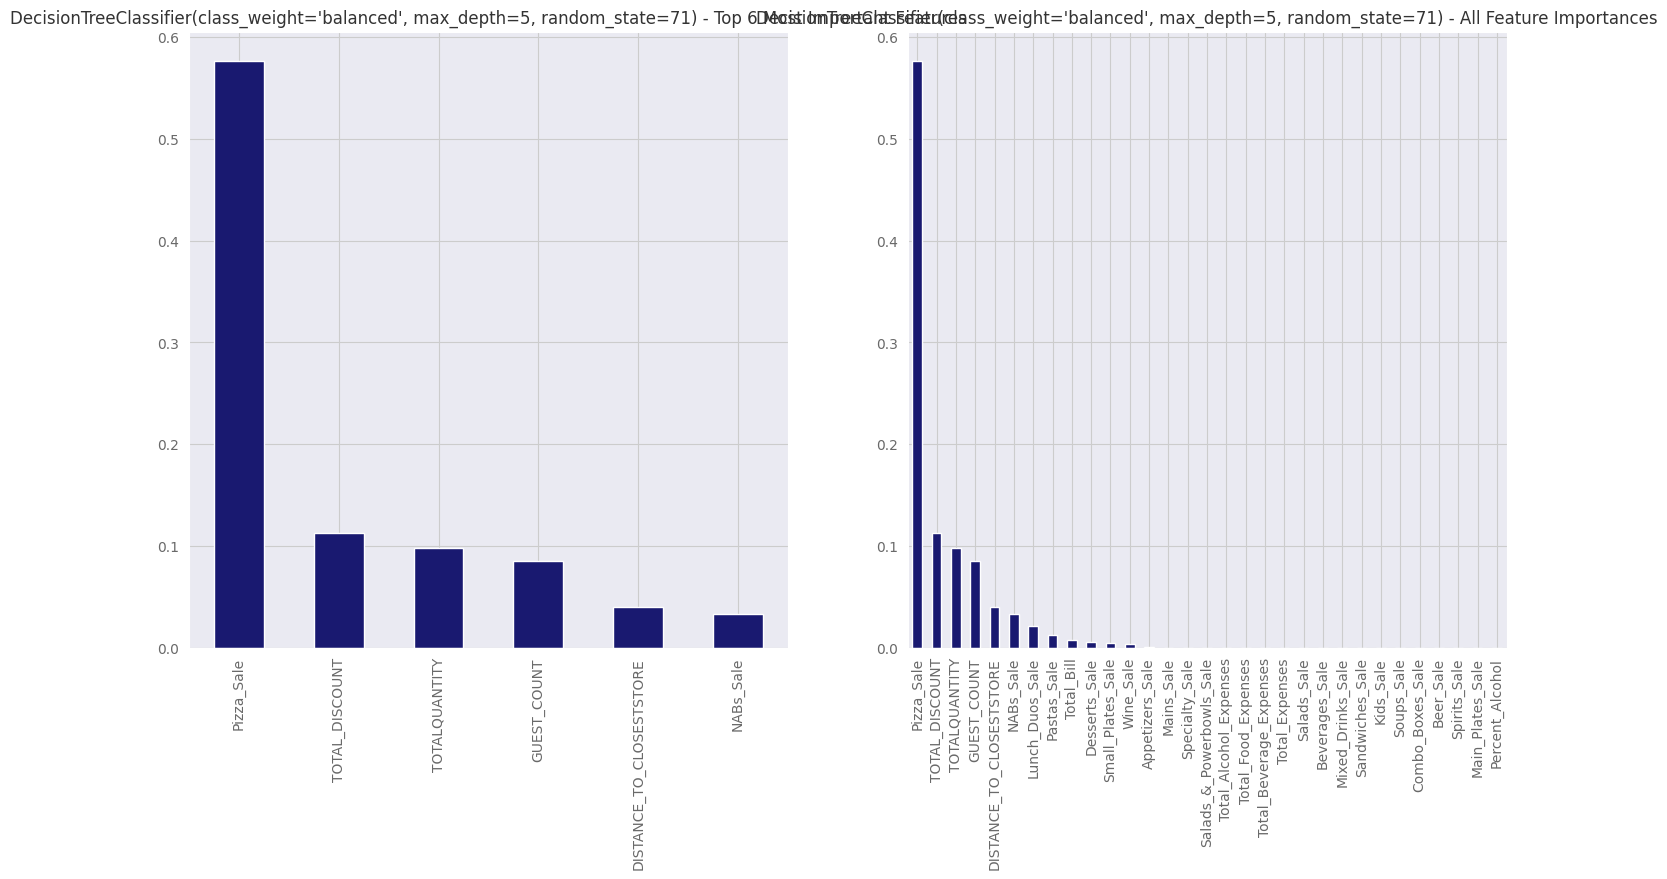 DecisionTreeClassifier(class_weight='balanced', max_depth=5, random_state=71) - Top 6 Most Important Features
DecisionTreeClassifier(class_weight='balanced', max_depth=5, random_state=71) - All Feature Importances
0.6
0.5
0.4
0.3
0.2
0.1
0.0
Pizza_Sale
TOTAL_DISCOUNT
TOTALQUANTITY
GUEST_COUNT
DISTANCE_TO_CLOSESTSTORE
NABs_Sale
0.6
0.5
0.4
0.3
0.2
0.1
0.0
Pizza_Sale
TOTAL_DISCOUNT
TOTALQUANTITY
GUEST_COUNT
DISTANCE_TO_CLOSESTSTORE
NABs_Sale
Lunch_Duos_Sale
Pastas_Sale
Total_Bill
Desserts_Sale
Small_Plates_Sale
Wine_Sale
Appetizers_Sale
Mains_Sale
Specialty_Sale
Salads_&_Powerbowls_Sale
Total_Alcohol_Expenses
Total_Food_Expenses
Total_Beverage_Expenses
Total_Expenses
Salads_Sale
Beverages_Sale
Mixed_Drinks_Sale
Sandwiches_Sale
Kids_Sale
Soups_Sale
Combo_Boxes_Sale
Beer_Sale
Spirits_Sale
Main_Plates_Sale
Percent_Alcohol